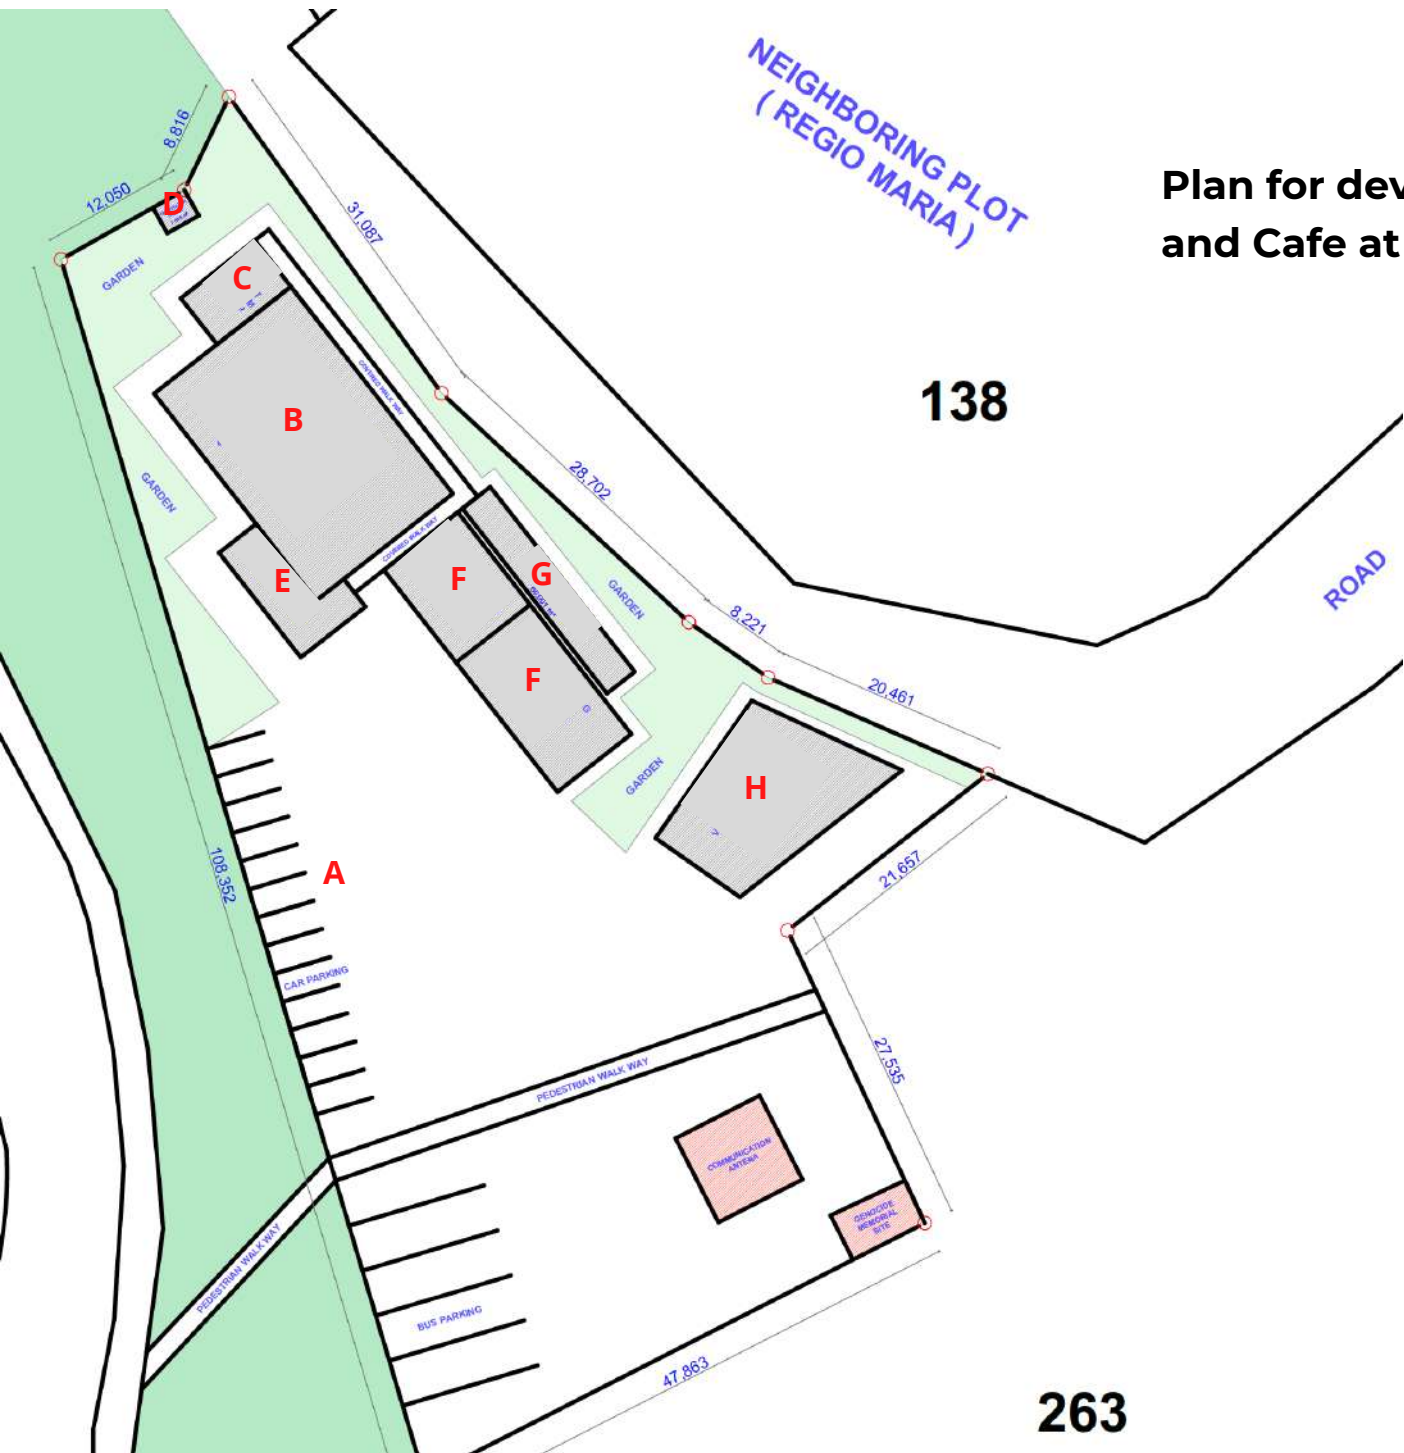 NEIGHBORING PLOT
( REGIO MARIA )
Plan for dev
and Cafe at
8,816
12,050
D
31,087
GARDEN
C
COVERED WALK WAY
138
B
28,702
GARDEN
COVERED WALK WAY
E
F
G
GARDEN
ROAD
8,221
20,461
F
G
GARDEN
H
A
108,352
21,657
CAR PARKING
PEDESTRIAN WALK WAY
27,535
COMMUNICATION
ANTENA
GENOCIDE
MEMORIAL
SITE
PEDESTRIAN WALK WAY
BUS PARKING
47,863
263